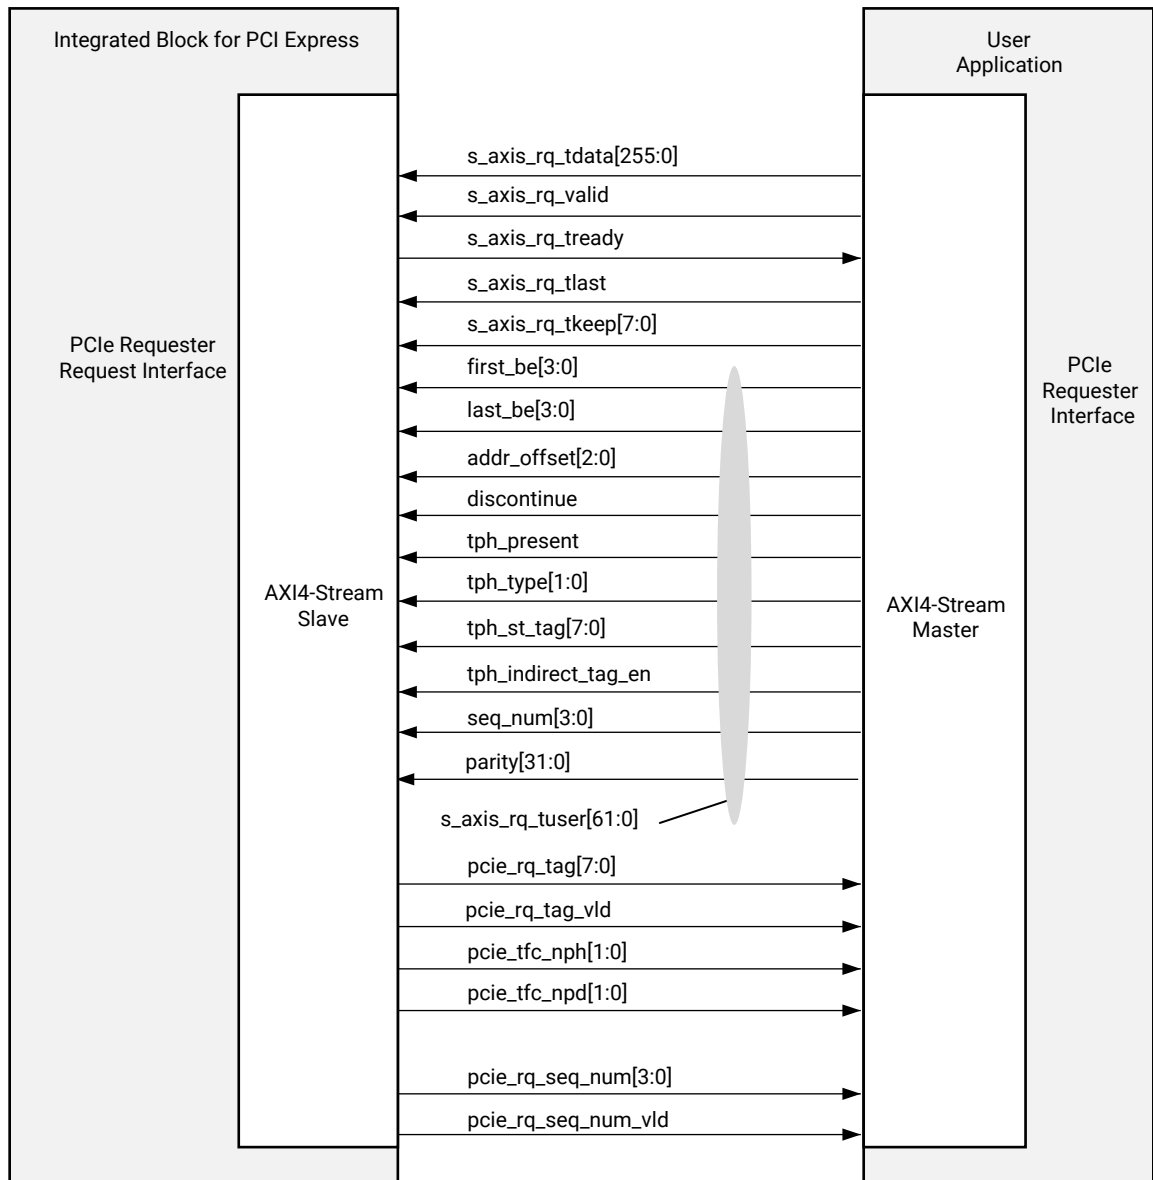 Integrated Block for PCI Express
User
Application
s_axis_rq_tdata[255:0]
s_axis_rq_valid
s_axis_rq_tready
s_axis_rq_tlast
s_axis_rq_tkeep[7:0]
PCIe Requester
Request Interface
first_be[3:0]
PCIe
Requester
Interface
last_be[3:0]
addr_offset[2:0]
discontinue
tph_present
tph_type[1:0]
AXI4-Stream
Slave
AXI4-Stream
Master
tph_st_tag[7:0]
tph_indirect_tag_en
seq_num[3:0]
parity[31:0]
s_axis_rq_tuser[61:0]
pcie_rq_tag[7:0]
pcie_rq_tag_vld
pcie_tfc_nph[1:0]
pcie_tfc_npd[1:0]
pcie_rq_seq_num[3:0]
pcie_rq_seq_num_vld